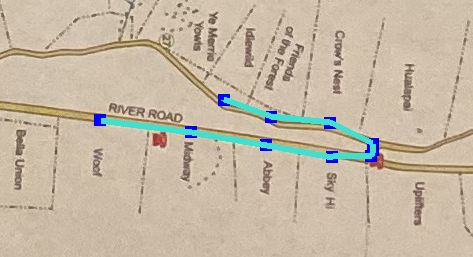 Ye Merrie
Yowls
Idlewild
Friends
of the Forest
Crow's Nest
Hualapai
RIVER ROAD
Bella Union
Woof
Midway
Abbey
Sky Hi
Uplifters